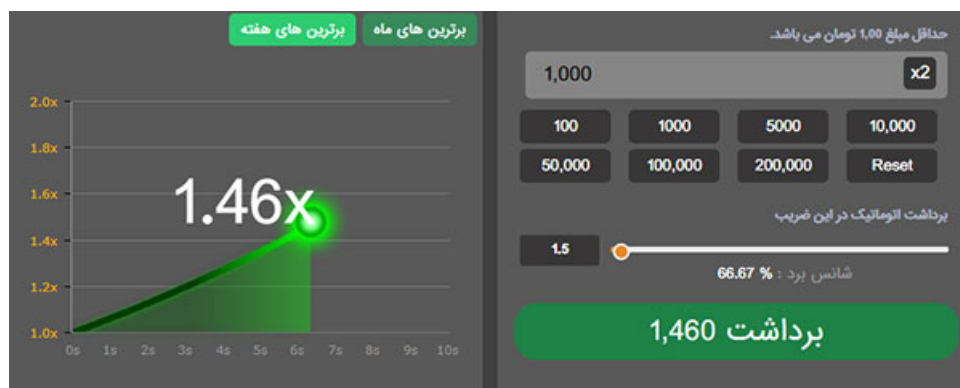 برترین های هفته
برترین های ماه
2.0x
1.8x
1.6x
1.4x
1.2x
1.0x
1.46x
0s 1s 2s 3s 4s 5s 6s 7s 8s 9s 10s
حداقل مبلغ 1,00 تومان می باشد.
1,000
x2
100 1000 5000 10,000
50,000 100,000 200,000 Reset
برداشت اتوماتیک در این ضریب
1.5
شانس برد : % 66.67
برداشت 1,460